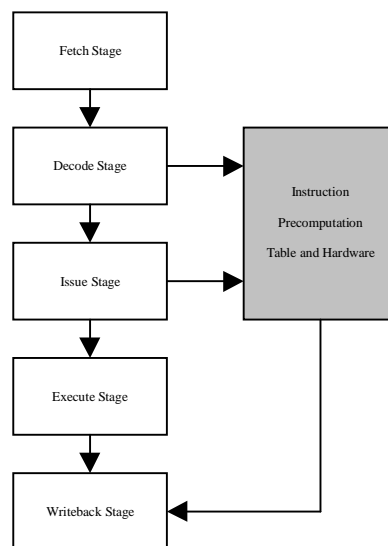 Fetch Stage
Decode Stage
Instruction
Precomputation
Table and Hardware
Issue Stage
Execute Stage
Writeback Stage